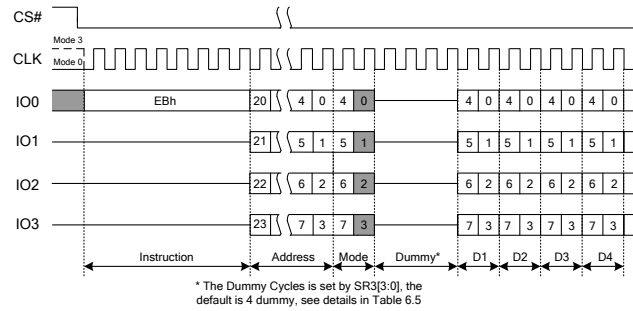 CS#
Mode 3
CLK
Mode 0
IO0 EBh 20 4 0 4 0 4 0 4 0 4 0 4 0
IO1 21 5 1 5 1 5 1 5 1 5 1 5 1
IO2 22 6 2 6 2 6 2 6 2 6 2 6 2
IO3 23 7 3 7 3 7 3 7 3 7 3 7 3
Instruction Address Mode Dummy* D1 D2 D3 D4
* The Dummy Cycles is set by SR3[3:0], the
default is 4 dummy, see details in Table 6.5